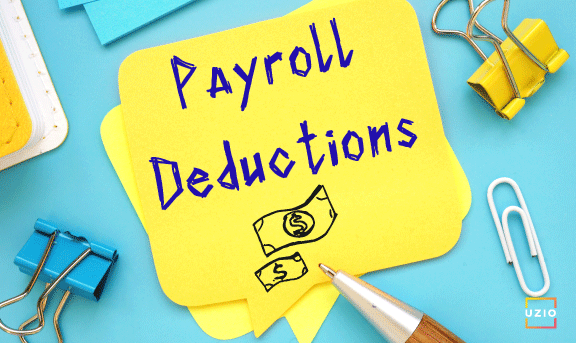 Payroll
Deductions
$
$
UZIO